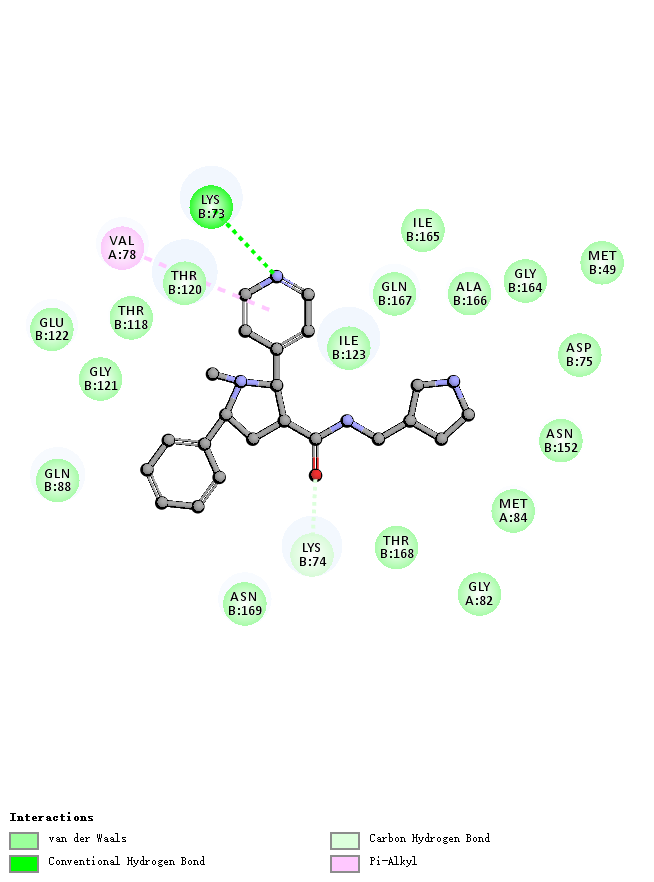 LYS
B:73
ILE
B:165
VAL
A:78
MET
B:49
THR
B:120
GLN
B:167
ALA
B:166
GLY
B:164
THR
B:118
GLU
B:122
ILE
B:123
ASP
B:75
GLY
B:121
ASN
B:152
GLN
B:88
MET
A:84
LYS
B:74
THR
B:168
ASN
B:169
GLY
A:82
Interactions
van der Waals
Conventional Hydrogen Bond
Carbon Hydrogen Bond
Pi-Alkyl